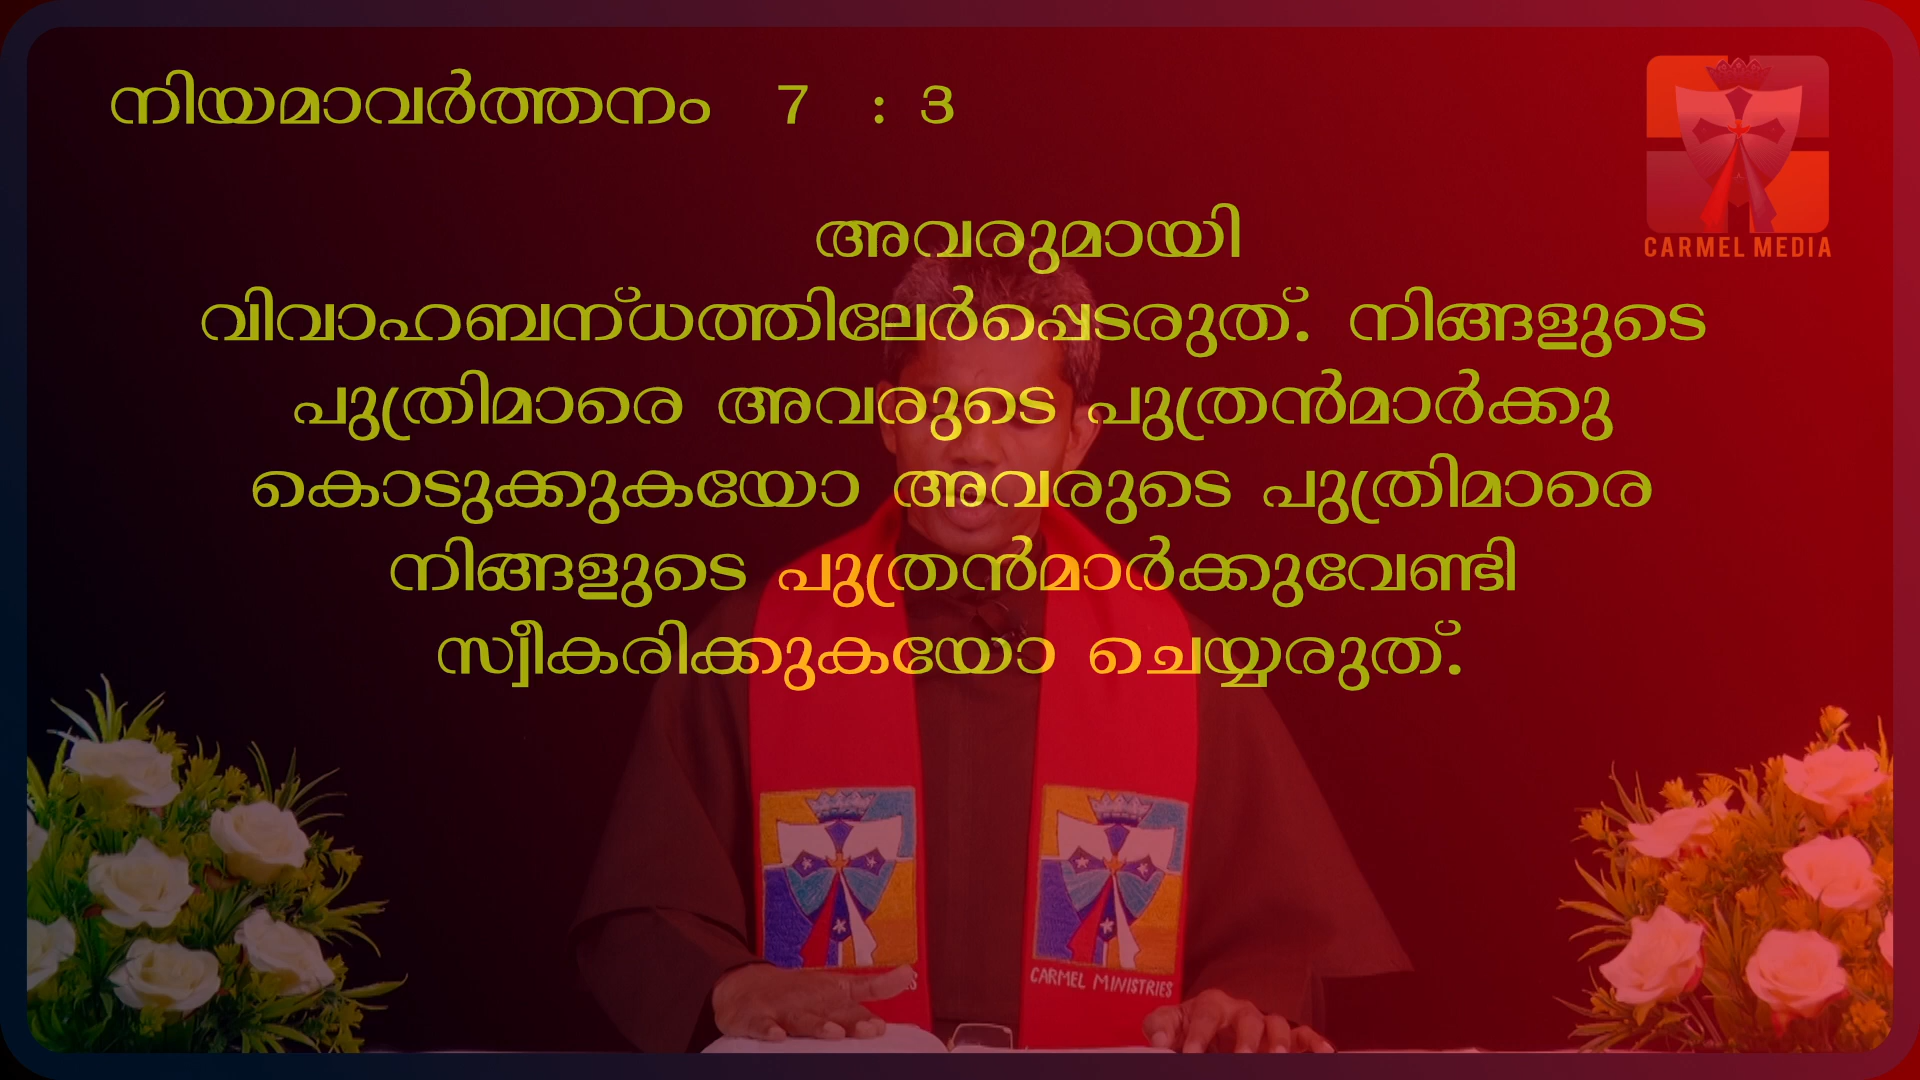 നിയമാവർത്തനം 7 : 3
CARMEL MEDIA
അവരുമായി
വിവാഹബന്ധത്തിലേർപ്പെടരുത്. നിങ്ങളുടെ
പുത്രിമാരെ അവരുടെ പുത്രൻമാർക്കു
കൊടുക്കുകയോ അവരുടെ പുത്രിമാരെ
നിങ്ങളുടെ പുത്രൻമാർക്കുവേണ്ടി
സ്വീകരിക്കുകയോ ചെയ്യരുത്.
CARMEL MINISTRIES